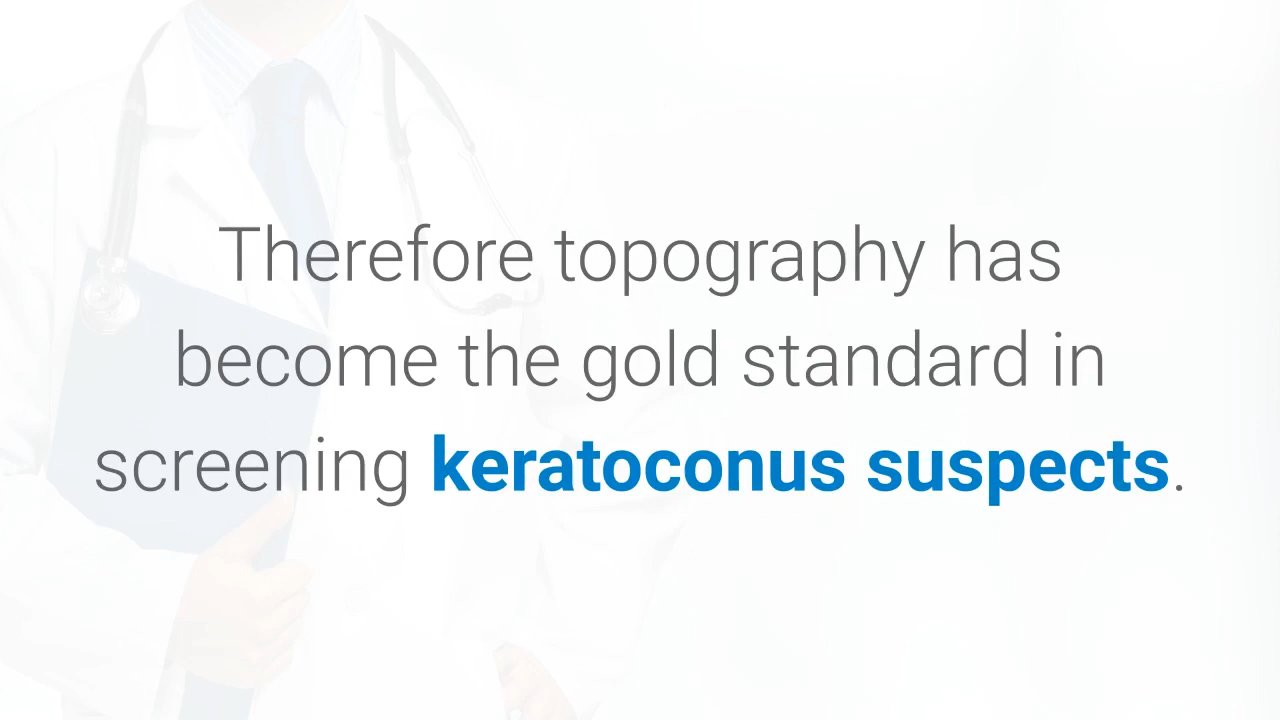 Therefore topography has
become the gold standard in
screening keratoconus suspects.